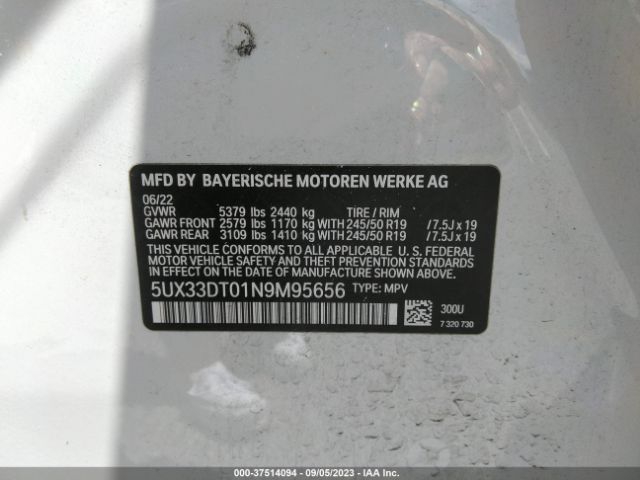 MFD BY BAYERISCHE MOTOREN WERKE AG
06/22
GVWR 5379 lbs 2440 kg TIRE / RIM
GAWR FRONT 2579 lbs 1170 kg WITH 245/50 R19 / 7.5J x 19
GAWR REAR 3109 lbs 1410 kg WITH 245/50 R19 / 7.5J x 19
THIS VEHICLE CONFORMS TO ALL APPLICABLE U. S. FEDERAL
MOTOR VEHICLE SAFETY AND THEFT PREVENTION STANDARDS
IN EFFECT ON THE DATE OF MANUFACTURE SHOWN ABOVE.
5UX33DT01N9M95656 TYPE: MPV
300U
7 320 730
000-37514094 - 09/05/2023 - IAA Inc.